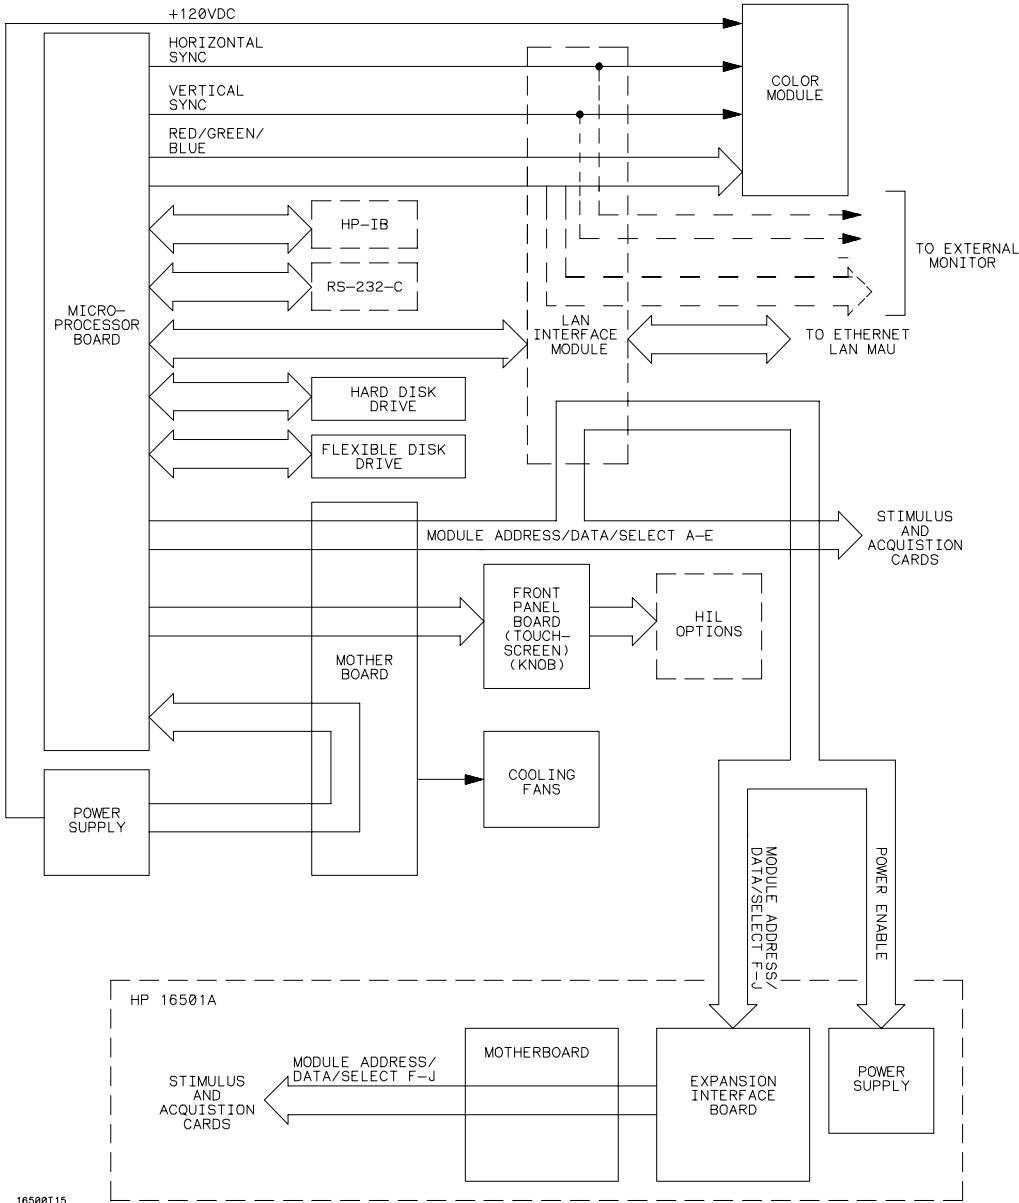 +120VDC
HORIZONTAL
SYNC
VERTICAL
SYNC
RED/GREEN/
BLUE
COLOR
MODULE
HP-IB
RS-232-C
TO EXTERNAL
MONITOR
MICRO-
PROCESSOR
BOARD
LAN
INTERFACE
MODULE
TO ETHERNET
LAN MAU
HARD DISK
DRIVE
FLEXIBLE DISK
DRIVE
MODULE ADDRESS/DATA/SELECT A-E
STIMULUS
AND
ACQUISTION
CARDS
FRONT
PANEL
BOARD
(TOUCH-
SCREEN)
(KNOB)
HIL
OPTIONS
MOTHER
BOARD
COOLING
FANS
POWER
SUPPLY
MODULE ADDRESS/
DATA/SELECT F-J
POWER ENABLE
HP 16501A
MODULE ADDRESS/
DATA/SELECT F-J
MOTHERBOARD
STIMULUS
AND
ACQUISTION
CARDS
EXPANSION
INTERFACE
BOARD
POWER
SUPPLY
16500T15